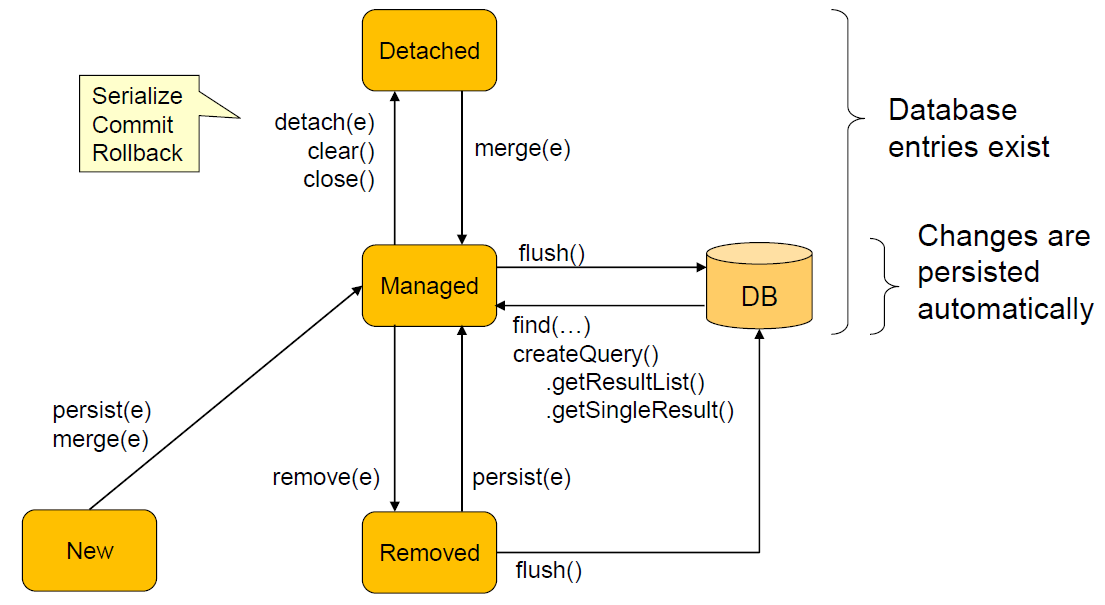 Detached
Serialize
Commit
Rollback
detach(e)
clear()
close()
merge(e)
Database
entries exist
Managed
flush()
DB
Changes are
persisted
automatically
find(…)
createQuery()
.getResultList()
.getSingleResult()
persist(e)
merge(e)
remove(e)
persist(e)
New
Removed
flush()